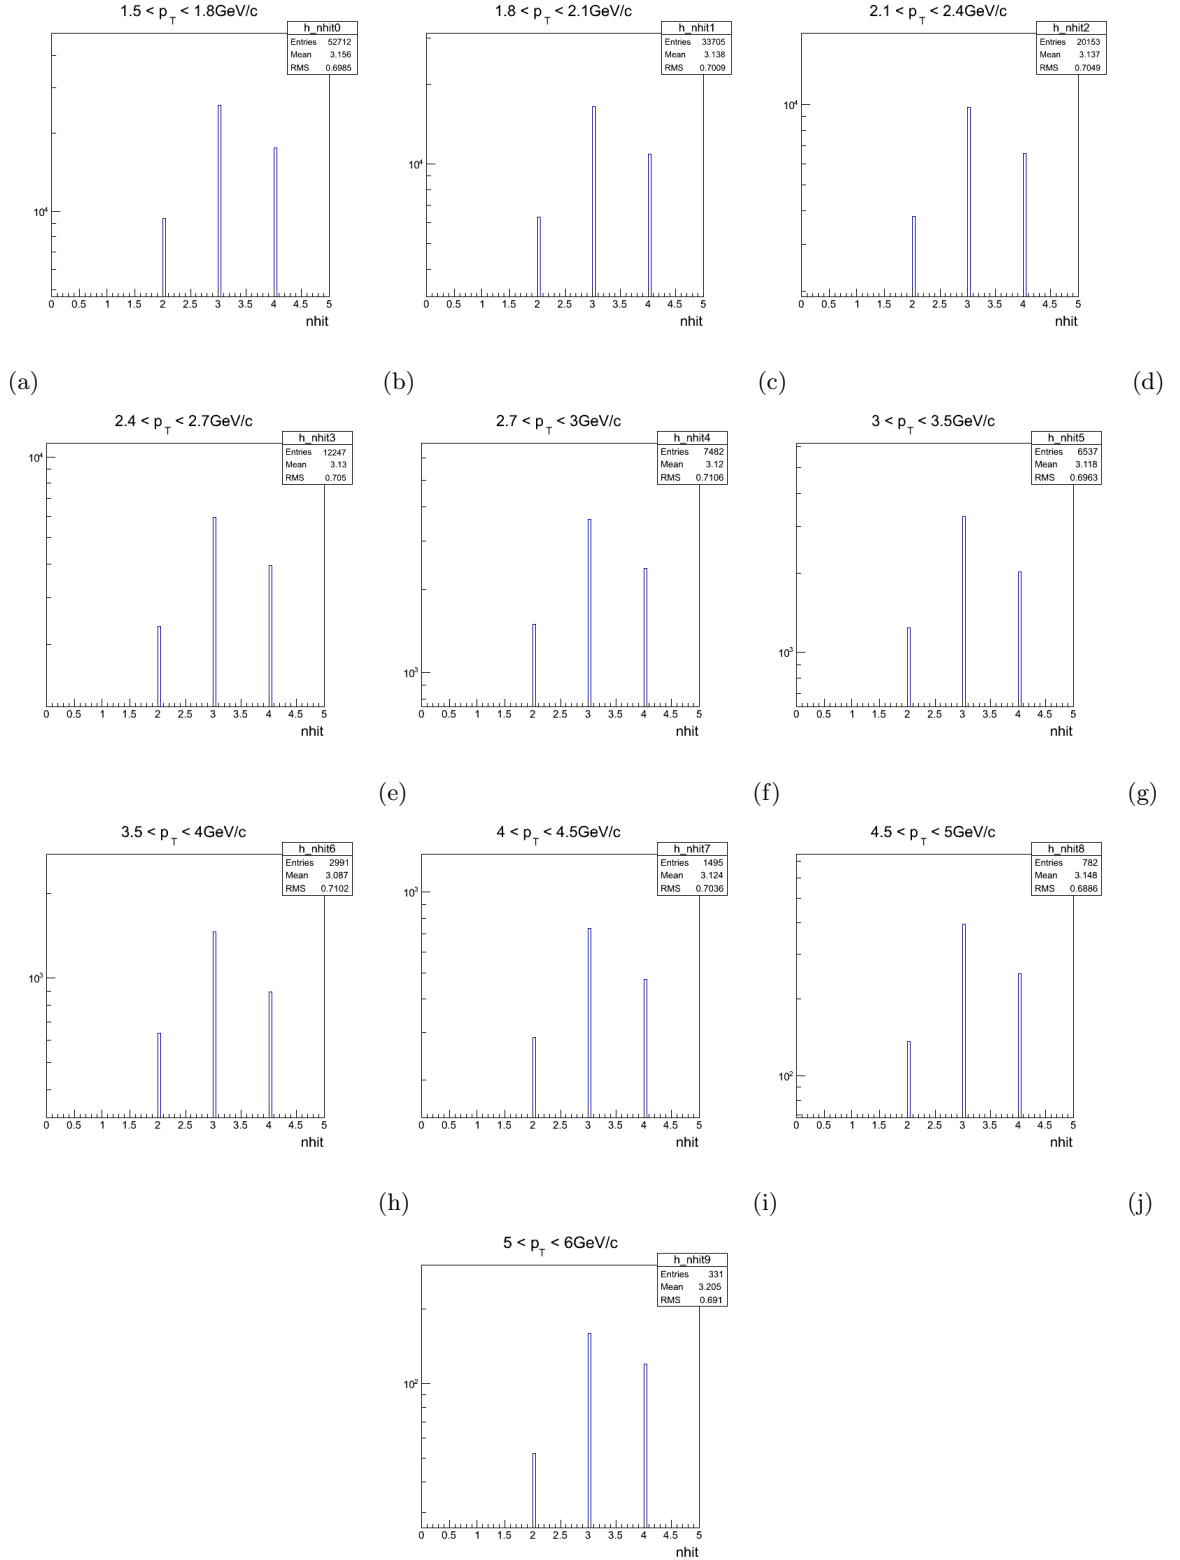 1.5 < p_T < 1.8GeV/c
h_nhit0
Entries 52712
Mean 3.156
RMS 0.6985
10^4
0 0.5 1 1.5 2 2.5 3 3.5 4 4.5 5
nhit
1.8 < p_T < 2.1GeV/c
h_nhit1
Entries 33705
Mean 3.138
RMS 0.7009
10^4
0 0.5 1 1.5 2 2.5 3 3.5 4 4.5 5
nhit
2.1 < p_T < 2.4GeV/c
h_nhit2
Entries 20153
Mean 3.137
RMS 0.7049
10^4
0 0.5 1 1.5 2 2.5 3 3.5 4 4.5 5
nhit
(a) (b) (c) (d)
2.4 < p_T < 2.7GeV/c
h_nhit3
Entries 12247
Mean 3.13
RMS 0.705
10^4
0 0.5 1 1.5 2 2.5 3 3.5 4 4.5 5
nhit
2.7 < p_T < 3GeV/c
h_nhit4
Entries 7482
Mean 3.12
RMS 0.7106
10^3
0 0.5 1 1.5 2 2.5 3 3.5 4 4.5 5
nhit
3 < p_T < 3.5GeV/c
h_nhit5
Entries 6537
Mean 3.118
RMS 0.6963
10^3
0 0.5 1 1.5 2 2.5 3 3.5 4 4.5 5
nhit
(e) (f) (g)
3.5 < p_T < 4GeV/c
h_nhit6
Entries 2991
Mean 3.087
RMS 0.7102
10^3
0 0.5 1 1.5 2 2.5 3 3.5 4 4.5 5
nhit
4 < p_T < 4.5GeV/c
h_nhit7
Entries 1495
Mean 3.124
RMS 0.7036
10^3
0 0.5 1 1.5 2 2.5 3 3.5 4 4.5 5
nhit
4.5 < p_T < 5GeV/c
h_nhit8
Entries 782
Mean 3.148
RMS 0.6886
10^2
0 0.5 1 1.5 2 2.5 3 3.5 4 4.5 5
nhit
(h) (i) (j)
5 < p_T < 6GeV/c
h_nhit9
Entries 331
Mean 3.205
RMS 0.691
10^2
0 0.5 1 1.5 2 2.5 3 3.5 4 4.5 5
nhit